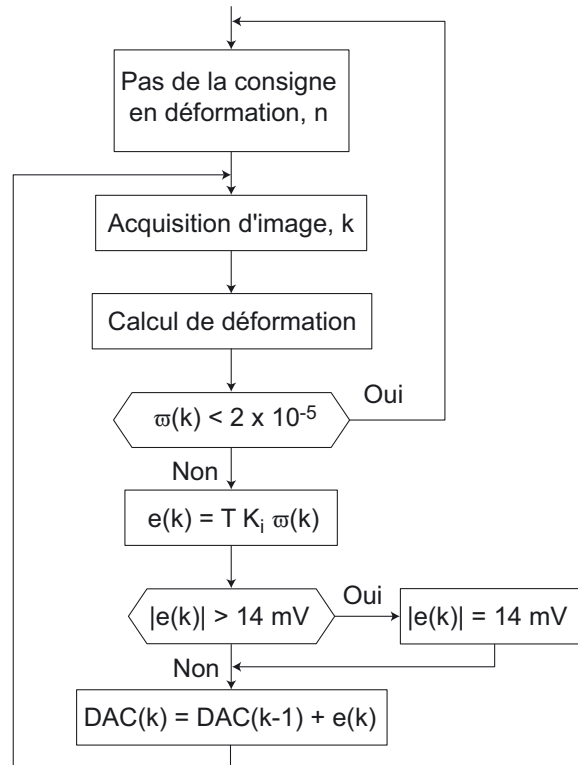 Pas de la consigne
en déformation, n
Acquisition d'image, k
Calcul de déformation
ϖ(k) < 2 x 10-5
Oui
Non
e(k) = T Ki ϖ(k)
|e(k)| > 14 mV
Oui
|e(k)| = 14 mV
Non
DAC(k) = DAC(k-1) + e(k)